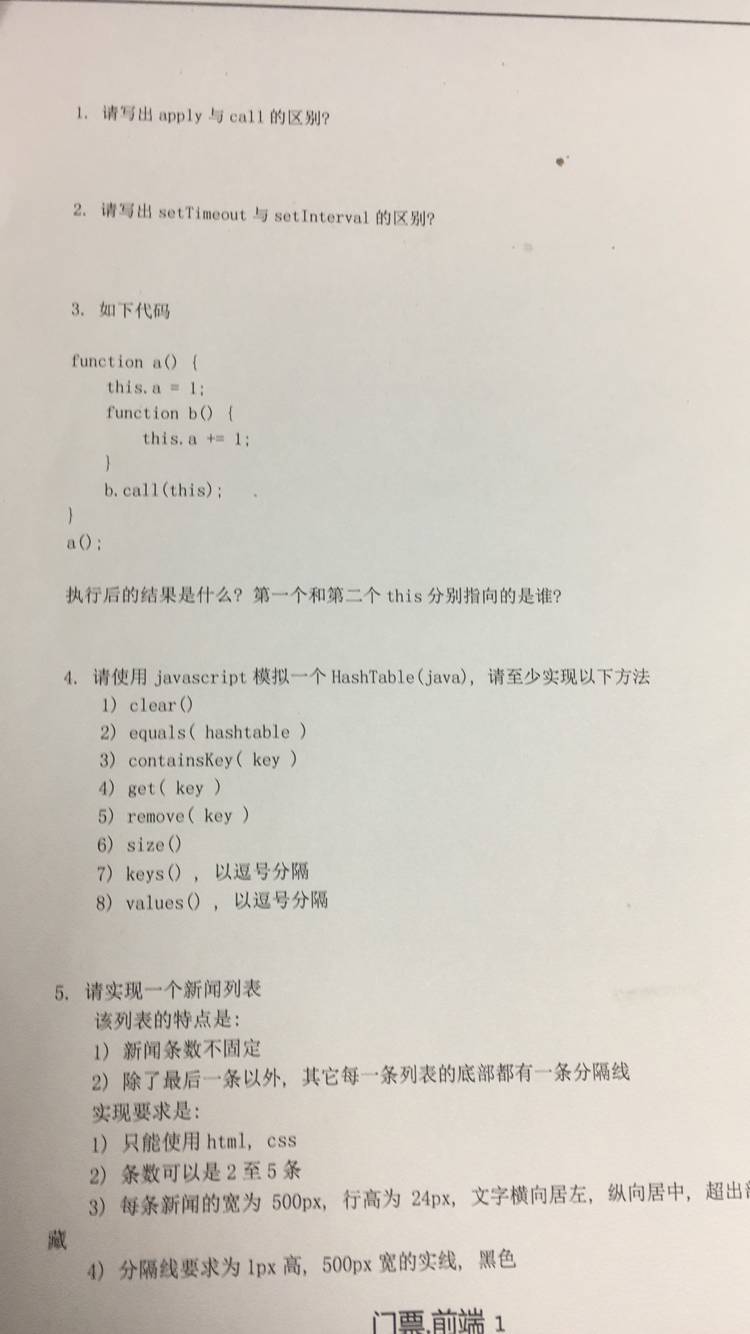 1. 请写出 apply 与 call 的区别?
2. 请写出 setTimeout 与 setInterval 的区别?
3. 如下代码
function a() {
this.a = 1;
function b() {
this.a += 1;
}
b.call(this);
}
a();
执行后的结果是什么? 第一个和第二个 this 分别指向的是谁?
4. 请使用 javascript 模拟一个 HashTable(java), 请至少实现以下方法
1) clear()
2) equals( hashtable )
3) containsKey( key )
4) get( key )
5) remove( key )
6) size()
7) keys() , 以逗号分隔
8) values() , 以逗号分隔
5. 请实现一个新闻列表
该列表的特点是:
1) 新闻条数不固定
2) 除了最后一条以外, 其它每一条列表的底部都有一条分隔线
实现要求是:
1) 只能使用 html, css
2) 条数可以是 2 至 5 条
3) 每条新闻的宽为 500px, 行高为 24px, 文字横向居左, 纵向居中, 超出
藏
4) 分隔线要求为 1px 高, 500px 宽的实线, 黑色
门票.前端 1